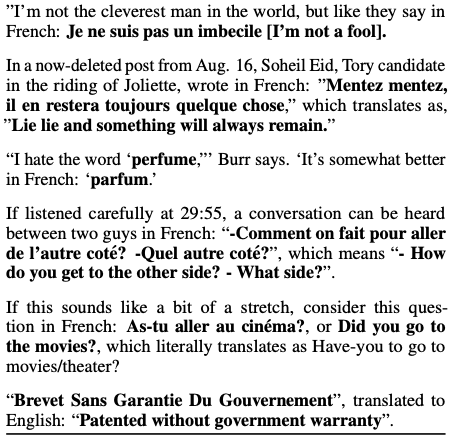 ”I’m not the cleverest man in the world, but like they say in
French: Je ne suis pas un imbecile [I’m not a fool].
In a now-deleted post from Aug. 16, Soheil Eid, Tory candidate
in the riding of Joliette, wrote in French: ”Mentez mentez,
il en restera toujours quelque chose,” which translates as,
”Lie lie and something will always remain.”
“I hate the word ‘perfume,”’ Burr says. ‘It’s somewhat better
in French: ‘parfum.’
If listened carefully at 29:55, a conversation can be heard
between two guys in French: “-Comment on fait pour aller
de l’autre coté? -Quel autre coté?”, which means “- How
do you get to the other side? - What side?”.
If this sounds like a bit of a stretch, consider this ques-
tion in French: As-tu aller au cinéma?, or Did you go to
the movies?, which literally translates as Have-you to go to
movies/theater?
“Brevet Sans Garantie Du Gouvernement”, translated to
English: “Patented without government warranty”.